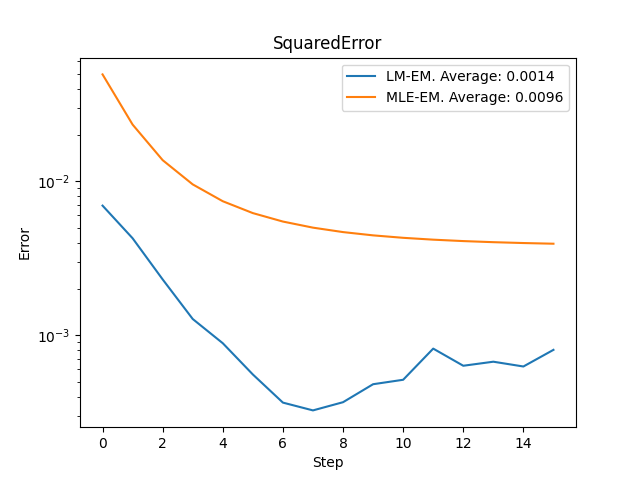 SquaredError
LM-EM. Average: 0.0014
MLE-EM. Average: 0.0096
10⁻²
10⁻³
Error
0 2 4 6 8 10 12 14
Step